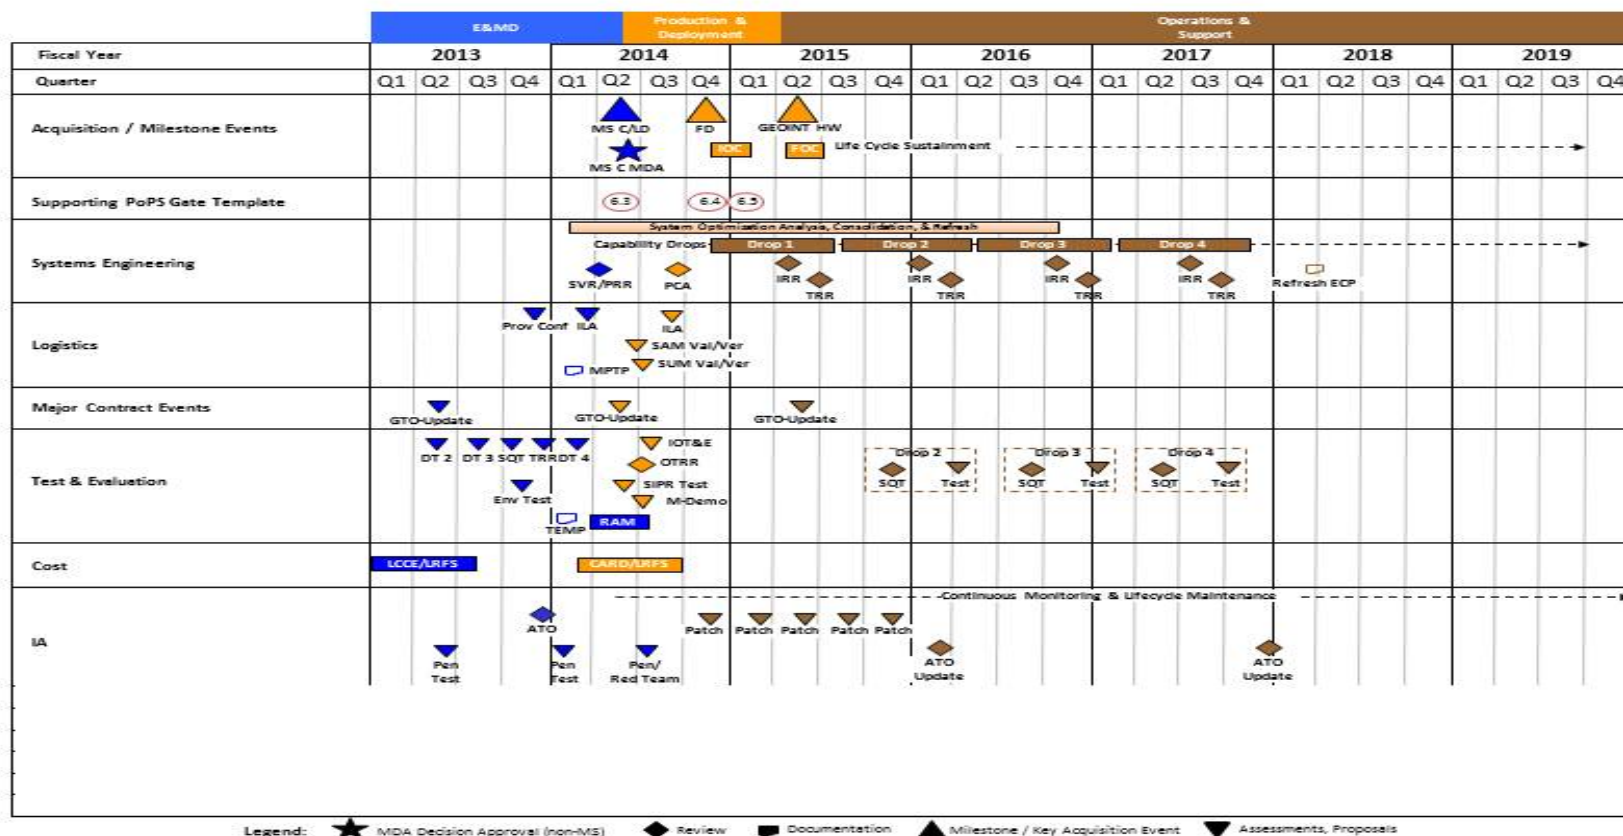 E&MD
Production &
Deployment
Operations &
Support
Fiscal Year 2013 2014 2015 2016 2017 2018 2019
Quarter Q1 Q2 Q3 Q4 Q1 Q2 Q3 Q4 Q1 Q2 Q3 Q4 Q1 Q2 Q3 Q4 Q1 Q2 Q3 Q4 Q1 Q2 Q3 Q4 Q1 Q2 Q3 Q4
Acquisition / Milestone Events
MS C/LD FD GEOINT HW
IOC FOC Life Cycle Sustainment
MS C MDA
Supporting PoPS Gate Template 6.3 6.4 6.5
System Optimization Analysis, Consolidation, & Refresh
Capability Drops Drop 1 Drop 2 Drop 3 Drop 4
Systems Engineering
SVR/PRR PCA IRR TRR IRR TRR IRR TRR IRR TRR Refresh ECP
Logistics
Prov Conf ILA ILA
SAM Val/Ver
MPTP SUM Val/Ver
Major Contract Events
GTO-Update GTO-Update GTO-Update
Test & Evaluation
DT 2 DT 3 SQT TRR DT 4 IOT&E
OTRR
Env Test SIPR Test
M-Demo
TEMP RAM
Drop 2 Drop 3 Drop 4
SQT Test SQT Test SQT Test
Cost LCCE/LRFS CARD/LRFS
Continuous Monitoring & Lifecycle Maintenance
IA
ATO Patch Patch Patch Patch Patch
Pen
Test
Pen
Test
Pen/
Red Team
ATO
Update
ATO
Update
Legend: MDA Decision Approval (non-MS) Review Documentation Milestone / Key Acquisition Event Assessments, Proposals